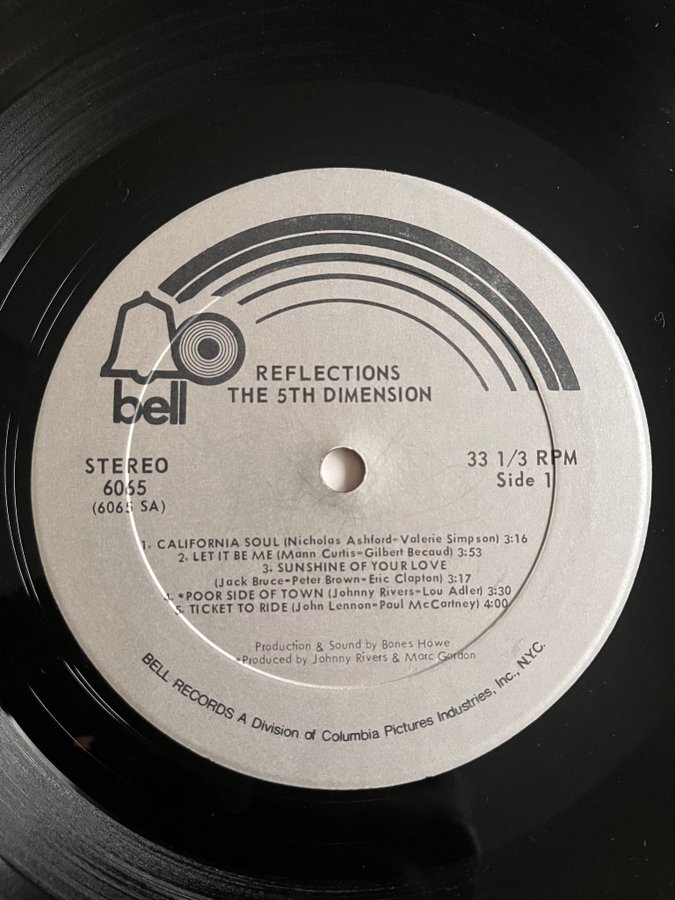 bell
REFLECTIONS
THE 5TH DIMENSION
STEREO
6065
(6065 SA)
33 1/3 RPM
Side 1
1. CALIFORNIA SOUL (Nicholas Ashford-Valerie Simpson) 3:16
2. LET IT BE ME (Mann Curtis-Gilbert Becaud) 3:53
3. SUNSHINE OF YOUR LOVE
(Jack Bruce-Peter Brown-Eric Clapton) 3:17
4. *POOR SIDE OF TOWN (Johnny Rivers-Lou Adler) 3:30
5. TICKET TO RIDE (John Lennon-Paul McCartney) 4:00
Production & Sound by Bones Howe
*Produced by Johnny Rivers & Marc Gordon
BELL RECORDS A Division of Columbia Pictures Industries, Inc., N.Y.C.